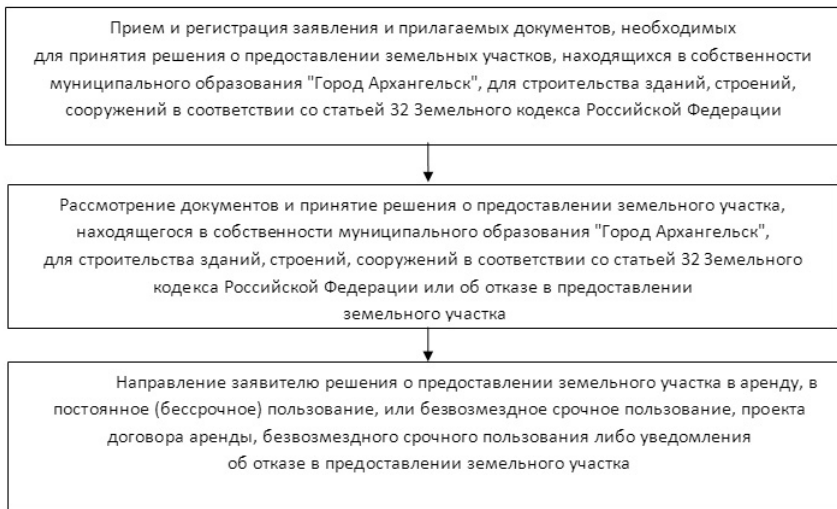 Прием и регистрация заявления и прилагаемых документов, необходимых
для принятия решения о предоставлении земельных участков, находящихся в собственности
муниципального образования "Город Архангельск", для строительства зданий, строений,
сооружений в соответствии со статьей 32 Земельного кодекса Российской Федерации
Рассмотрение документов и принятие решения о предоставлении земельного участка,
находящегося в собственности муниципального образования "Город Архангельск",
для строительства зданий, строений, сооружений в соответствии со статьей 32 Земельного
кодекса Российской Федерации или об отказе в предоставлении
земельного участка
Направление заявителю решения о предоставлении земельного участка в аренду, в
постоянное (бессрочное) пользование, или безвозмездное срочное пользование, проекта
договора аренды, безвозмездного срочного пользования либо уведомления
об отказе в предоставлении земельного участка